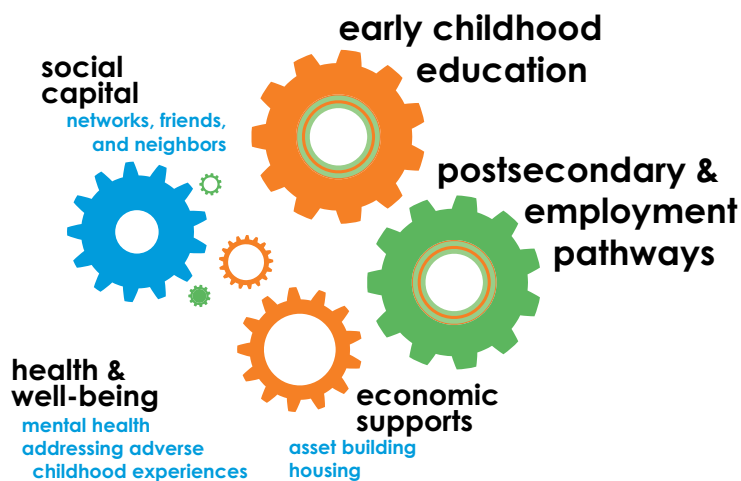 early childhood
education
social
capital
networks, friends,
and neighbors
postsecondary &
employment
pathways
health &
well-being
mental health
addressing adverse
childhood experiences
economic
supports
asset building
housing